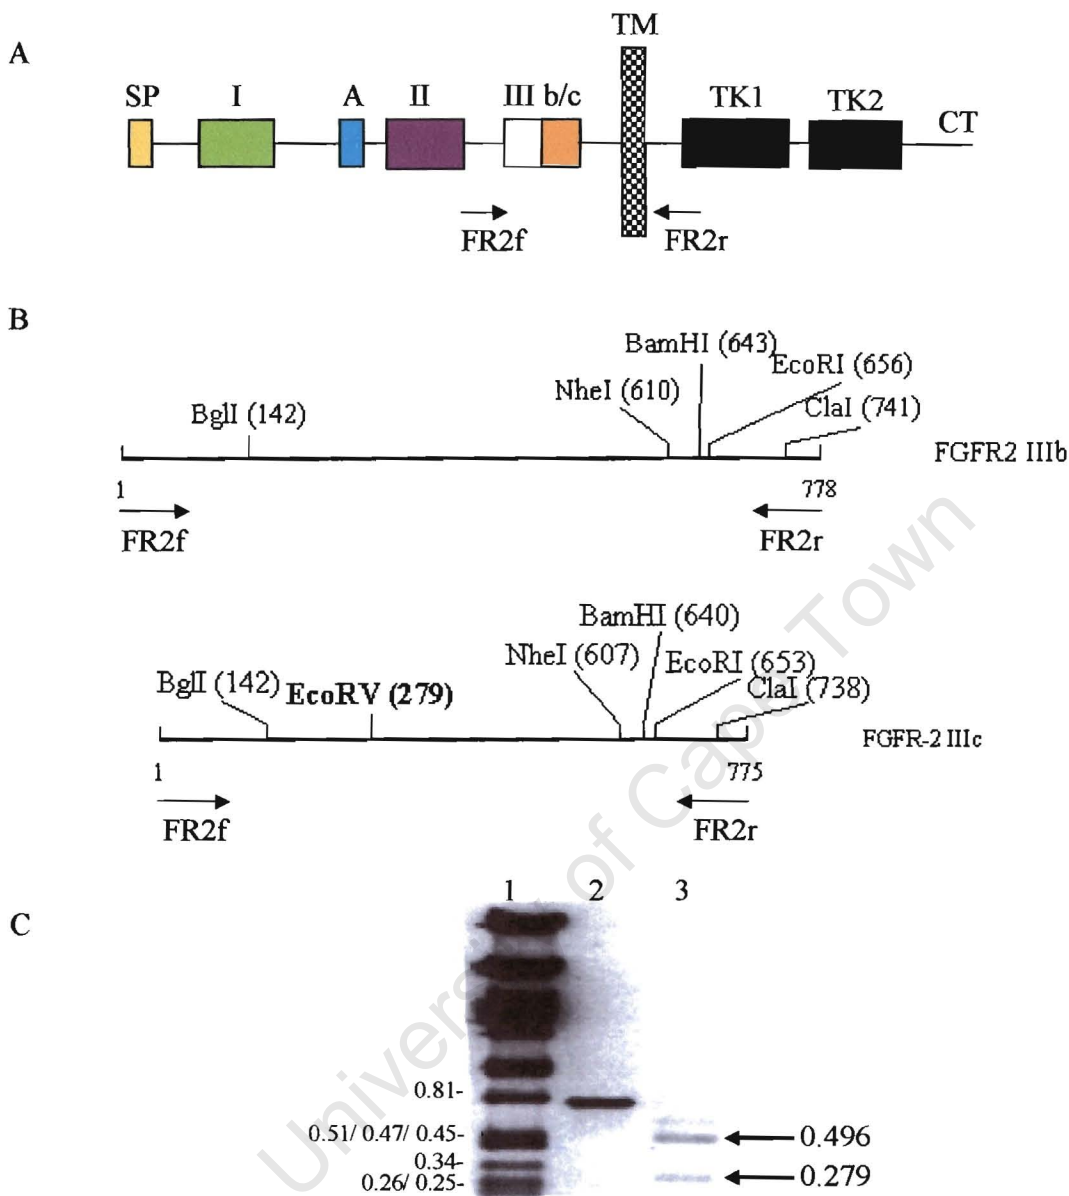 A
TM
SP I A II III b/c TK1 TK2 CT
FR2f FR2r
B
BamHI (643)
EcoRI (656)
NheI (610)
ClaI (741)
BglI (142)
FGFR2 IIIb
1 778
FR2f FR2r
BamHI (640)
NheI (607)
EcoRI (653)
BglI (142)
EcoRV (279)
ClaI (738)
FGFR-2 IIIc
1 775
FR2f FR2r
University of Cape Town
C
1 2 3
0.81-
0.51/ 0.47/ 0.45-
0.496
0.34-
0.279
0.26/ 0.25-